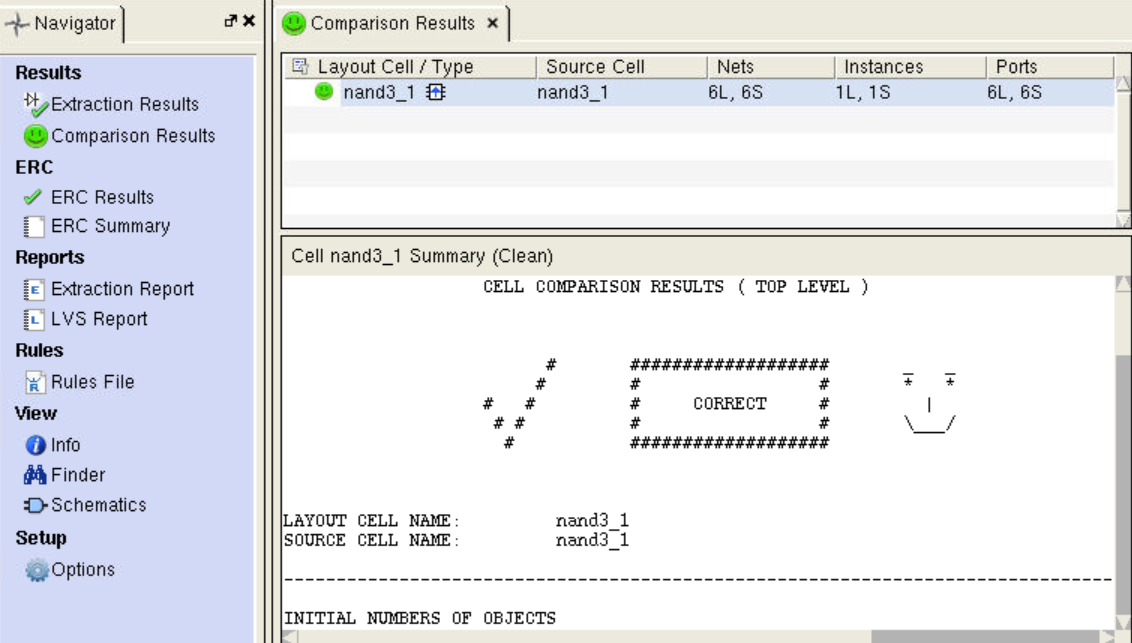 Navigator
Results
Extraction Results
Comparison Results
ERC
ERC Results
ERC Summary
Reports
Extraction Report
LVS Report
Rules
Rules File
View
Info
Finder
Schematics
Setup
Options
Comparison Results
Layout Cell / Type Source Cell Nets Instances Ports
nand3_1 nand3_1 6L, 6S 1L, 1S 6L, 6S
Cell nand3_1 Summary (Clean)
CELL COMPARISON RESULTS ( TOP LEVEL )
# ################### _ _
# # # * *
# # # CORRECT # |
# # # # \___/
# ###################
LAYOUT CELL NAME: nand3_1
SOURCE CELL NAME: nand3_1
--------------------------------------------------------------------------------
INITIAL NUMBERS OF OBJECTS